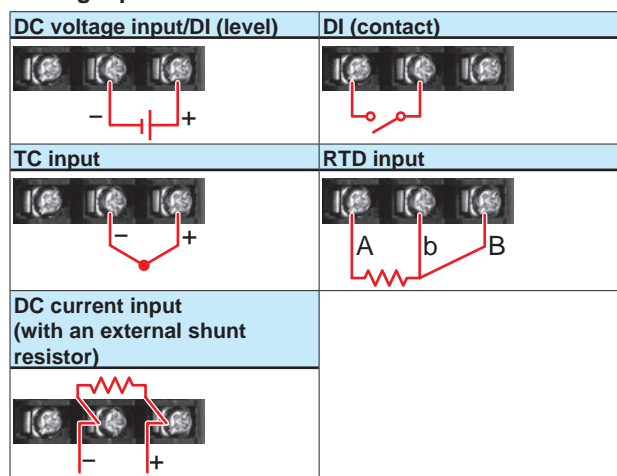 DC voltage input/DI (level)
DI (contact)
− +
TC input
RTD input
− +
A b B
DC current input
(with an external shunt
resistor)
− +